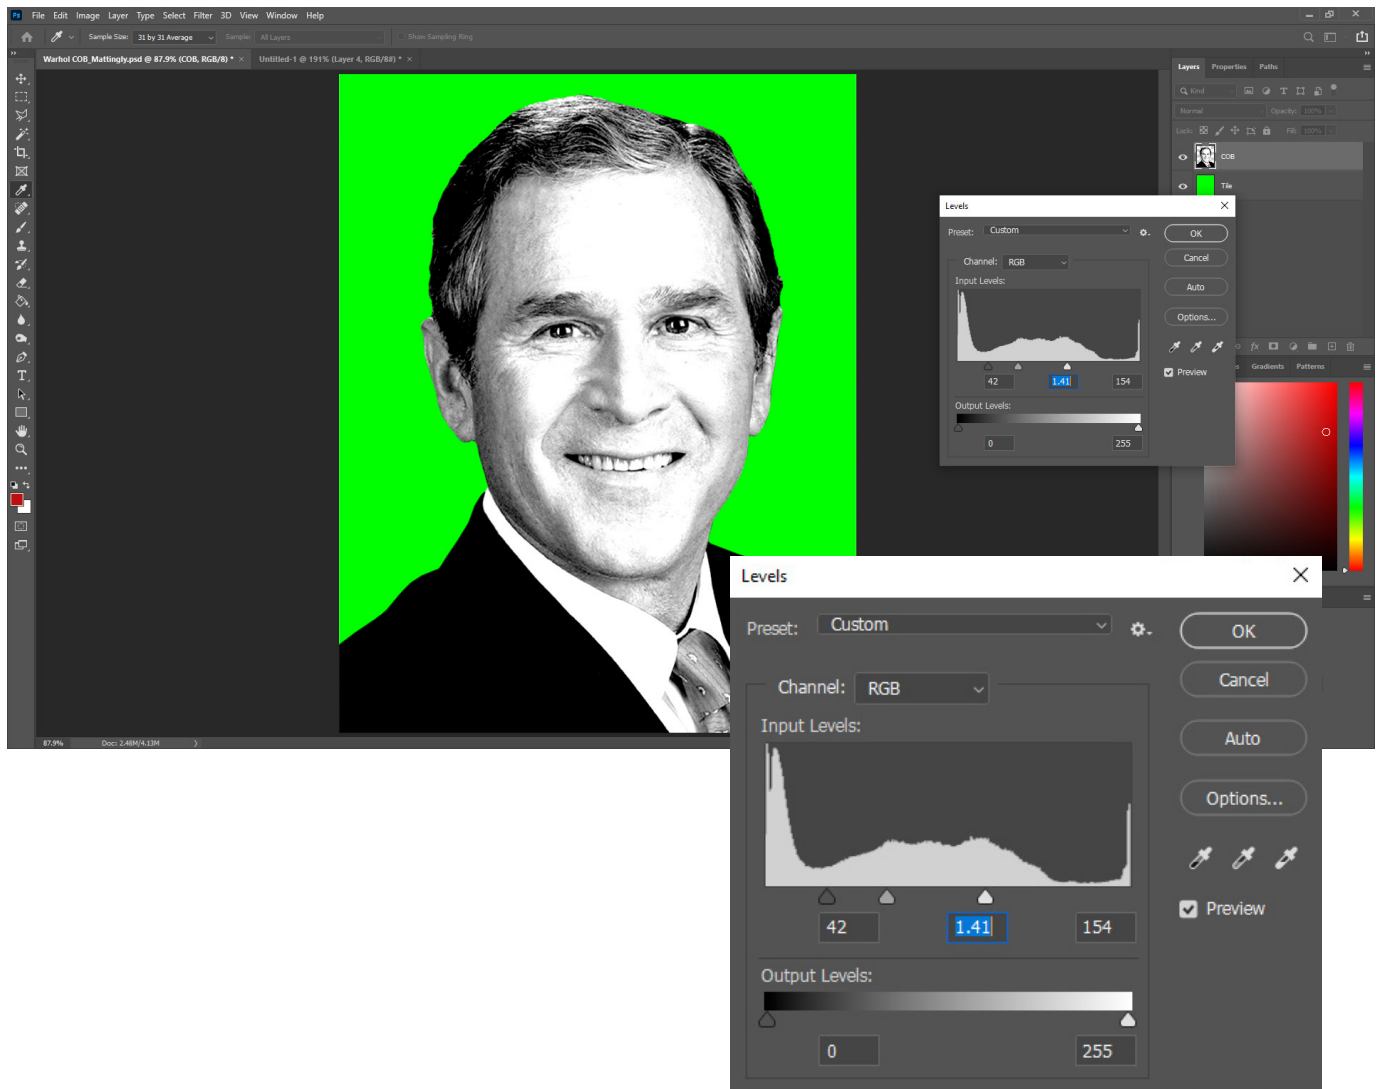 Ps File Edit Image Layer Type Select Filter 3D View Window Help
Sample Size: 31 by 31 Average Sample: All Layers Show Sampling Ring
Warhol COB_Mattingly.psd @ 87.9% (COB, RGB/8) * × Untitled-1 @ 191% (Layer 4, RGB/8#) * ×
Layers Properties Paths
Kind
Normal Opacity: 100%
Lock: Fill: 100%
COB
Tile
Levels
Preset: Custom
OK
Channel: RGB
Cancel
Input Levels:
Auto
Options...
Preview
42 1.41 154
Output Levels:
0 255
fx
Gradients Patterns
87.9% Doc: 2.48M/4.13M
Levels
Preset: Custom
OK
Channel: RGB
Cancel
Input Levels:
Auto
Options...
Preview
42 1.41 154
Output Levels:
0 255